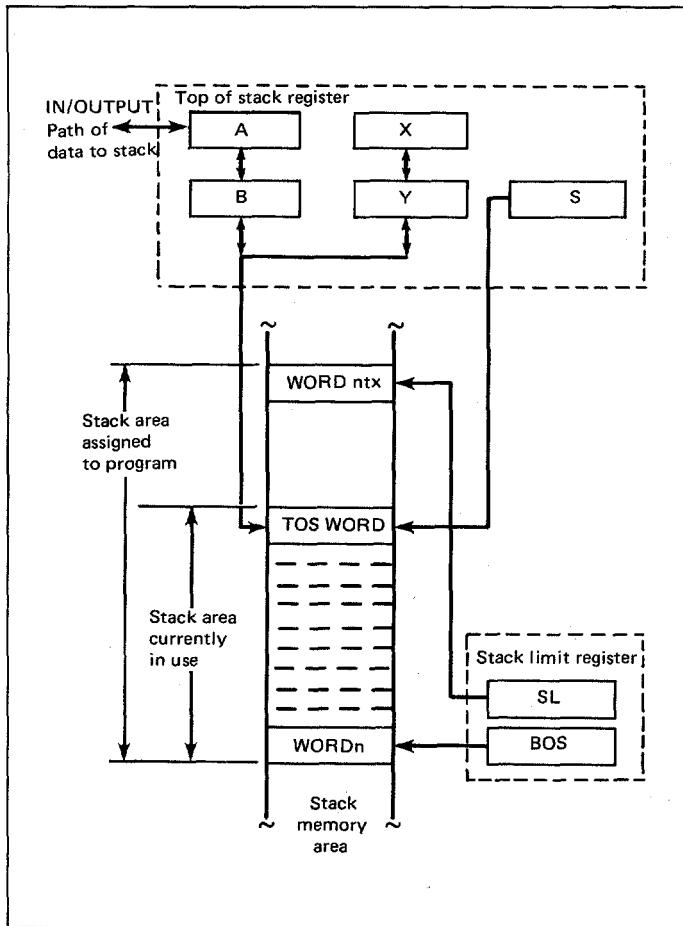 Top of stack register
IN/OUTPUT
Path of
data to stack
A
X
B
Y
S
WORD ntx
Stack area
assigned
to program
TOS WORD
Stack area
currently
in use
Stack limit register
SL
BOS
WORDn
Stack
memory
area